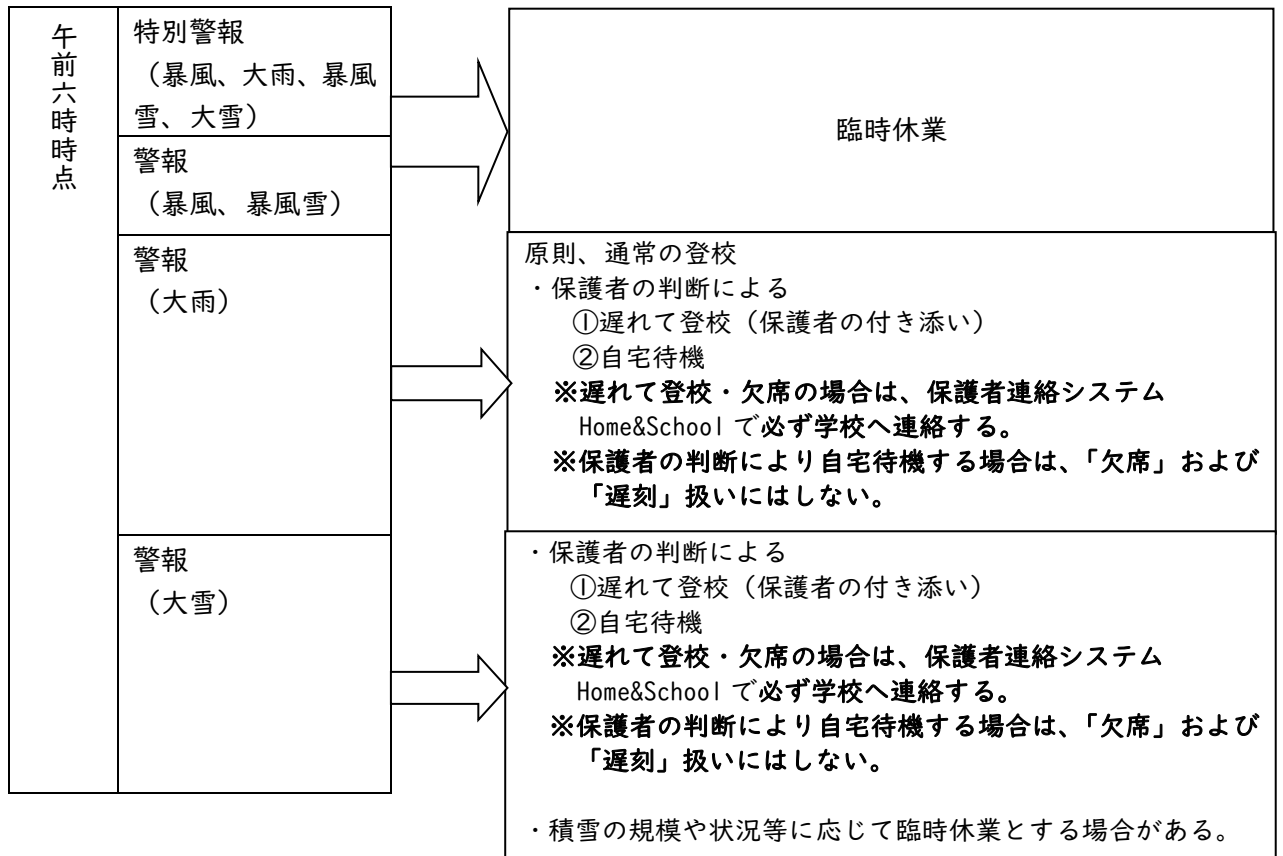 午前六時時点
特別警報
（暴風、大雨、暴風
雪、大雪）
警報
（暴風、暴風雪）
臨時休業
警報
（大雨）
原則、通常の登校
・保護者の判断による
①遅れて登校（保護者の付き添い）
②自宅待機
※遅れて登校・欠席の場合は、保護者連絡システム
Home&School で必ず学校へ連絡する。
※保護者の判断により自宅待機する場合は、「欠席」および
「遅刻」扱いにはしない。
警報
（大雪）
・保護者の判断による
①遅れて登校（保護者の付き添い）
②自宅待機
※遅れて登校・欠席の場合は、保護者連絡システム
Home&School で必ず学校へ連絡する。
※保護者の判断により自宅待機する場合は、「欠席」および
「遅刻」扱いにはしない。
・積雪の規模や状況等に応じて臨時休業とする場合がある。